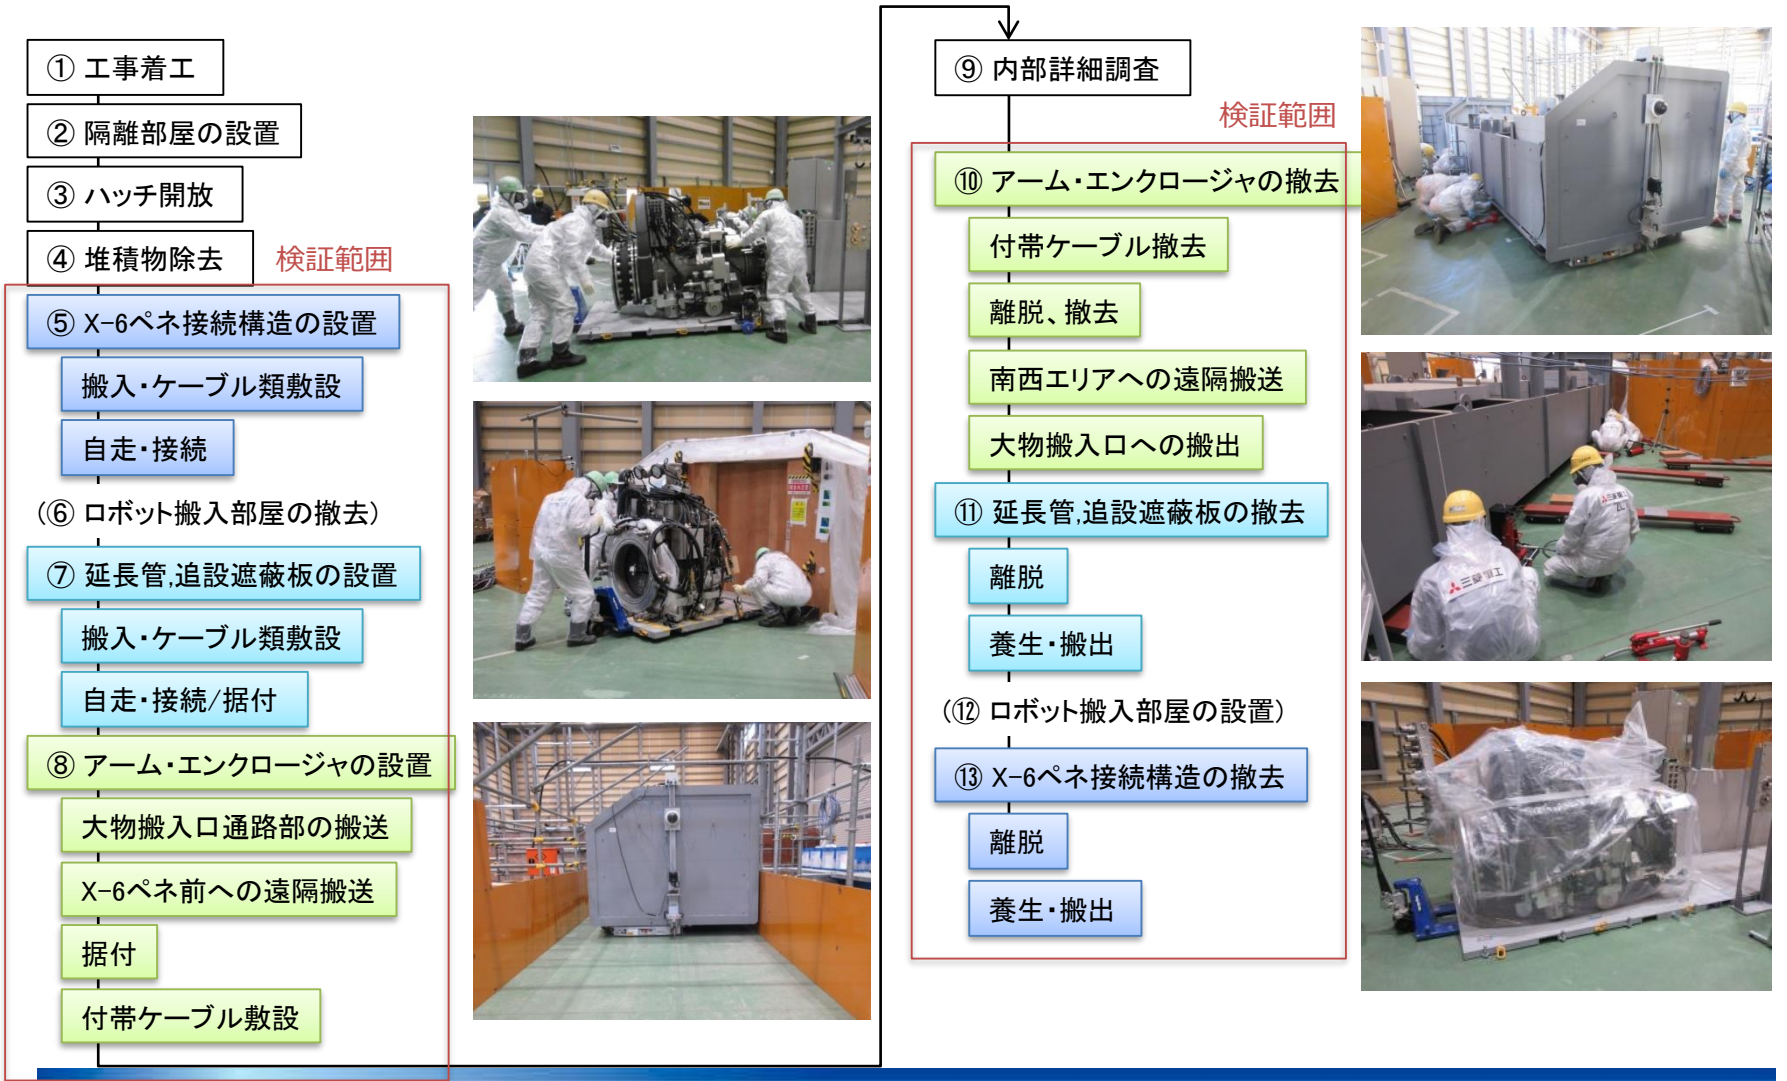 ① 工事着工
② 隔離部屋の設置
③ ハッチ開放
④ 堆積物除去
検証範囲
⑤ X-6ペネ接続構造の設置
搬入・ケーブル類敷設
自走・接続
(⑥ ロボット搬入部屋の撤去)
⑦ 延長管,追設遮蔽板の設置
搬入・ケーブル類敷設
自走・接続/据付
⑧ アーム・エンクロージャの設置
大物搬入口通路部の搬送
X-6ペネ前への遠隔搬送
据付
付帯ケーブル敷設
⑨ 内部詳細調査
検証範囲
⑩ アーム・エンクロージャの撤去
付帯ケーブル撤去
離脱、撤去
南西エリアへの遠隔搬送
大物搬入口への搬出
⑪ 延長管,追設遮蔽板の撤去
離脱
養生・搬出
(⑫ ロボット搬入部屋の設置)
⑬ X-6ペネ接続構造の撤去
離脱
養生・搬出
三菱重工
三菱重工